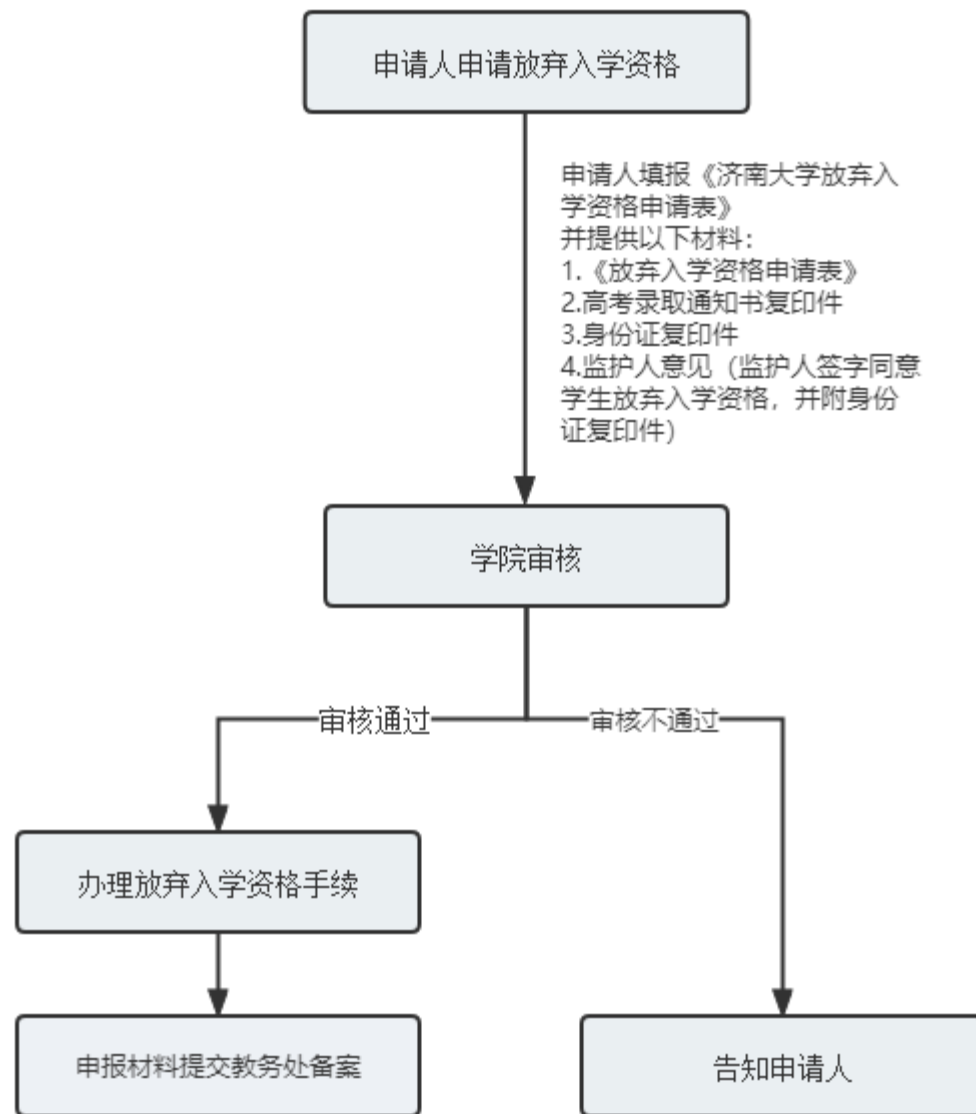 申请人申请放弃入学资格
申请人填报《济南大学放弃入
学资格申请表》
并提供以下材料：
1.《放弃入学资格申请表》
2.高考录取通知书复印件
3.身份证复印件
4.监护人意见（监护人签字同意
学生放弃入学资格，并附身份
证复印件）
学院审核
审核通过
审核不通过
办理放弃入学资格手续
申报材料提交教务处备案
告知申请人